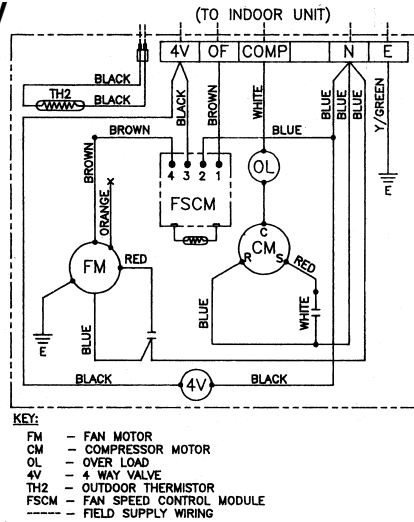 (TO INDOOR UNIT)
4V OF COMP N E
BLACK
TH2
BLACK
BLACK
BROWN
WHITE
BLUE
BLUE
BLUE
Y/GREEN
BROWN
BLUE
BROWN
4 3 2 1
OL
E
ORANGE
FSCM
C
FM
RED
CM
R
S
RED
BLUE
BLUE
WHITE
E
BLACK
4V
BLACK
KEY:
FM – FAN MOTOR
CM – COMPRESSOR MOTOR
OL – OVER LOAD
4V – 4 WAY VALVE
TH2 – OUTDOOR THERMISTOR
FSCM – FAN SPEED CONTROL MODULE
----- – FIELD SUPPLY WIRING